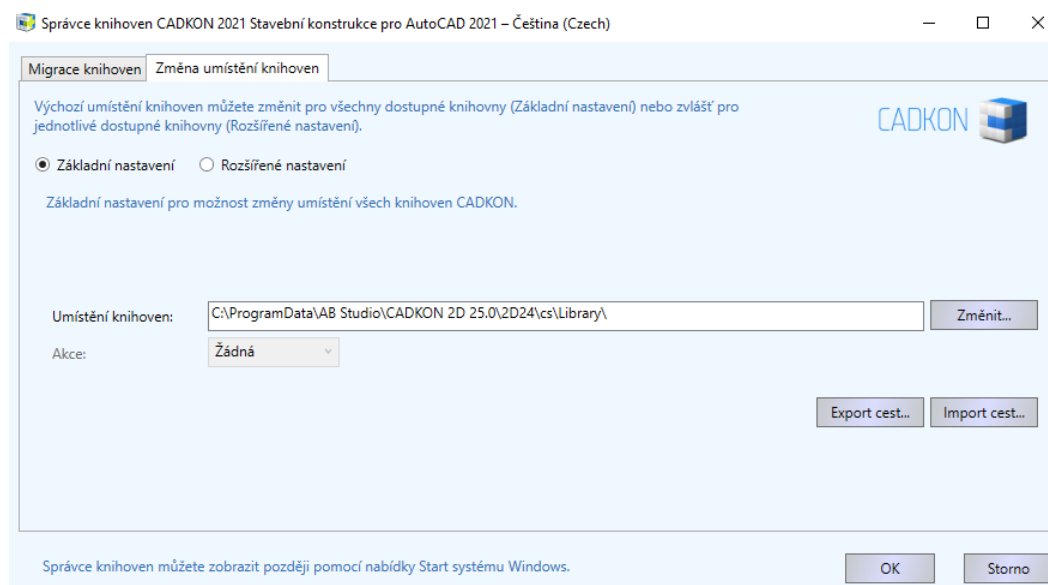 Správce knihoven CADKON 2021 Stavební konstrukce pro AutoCAD 2021 – Čeština (Czech)
Migrace knihoven
Změna umístění knihoven
Výchozí umístění knihoven můžete změnit pro všechny dostupné knihovny (Základní nastavení) nebo zvlášť pro
jednotlivé dostupné knihovny (Rozšířené nastavení).
CADKON
Základní nastavení
Rozšířené nastavení
Základní nastavení pro možnost změny umístění všech knihoven CADKON.
Umístění knihoven:
C:\ProgramData\AB Studio\CADKON 2D 25.0\2D24\cs\Library\
Změnit...
Akce:
Žádná
Export cest...
Import cest...
Správce knihoven můžete zobrazit později pomocí nabídky Start systému Windows.
OK
Storno